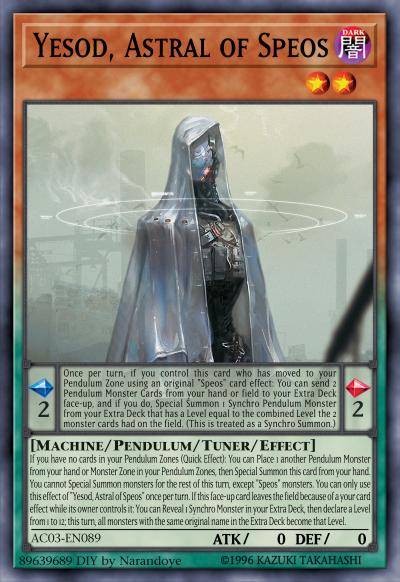 Yesod, Astral of Speos
DARK
闇
Once per turn, if you control this card who has moved to your
Pendulum Zone using an original "Speos" card effect: You can send 2
Pendulum Monster Cards from your hand or field to your Extra Deck
face-up, and if you do, Special Summon 1 Synchro Pendulum Monster
from your Extra Deck that has a Level equal to the combined Level the 2
monster cards had on the field. (This is treated as a Synchro Summon.)
2
2
[Machine/Pendulum/Tuner/Effect]
If you have no cards in your Pendulum Zones (Quick Effect): You can Place 1 another Pendulum Monster
from your hand or Monster Zone in your Pendulum Zones, then Special Summon this card from your hand.
You cannot Special Summon monsters for the rest of this turn, except "Speos" monsters. You can only use
this effect of "Yesod, Astral of Speos" once per turn. If this face-up card leaves the field because of your card
effect while its owner controls it: You can Reveal 1 Synchro Monster in your Extra Deck, then declare a Level
from 1 to 12; this turn, all monsters with the same original name in the Extra Deck become that Level.
AC03-EN089
ATK/ 0 DEF/ 0
89639689 DIY by Narandoye
©1996 KAZUKI TAKAHASHI